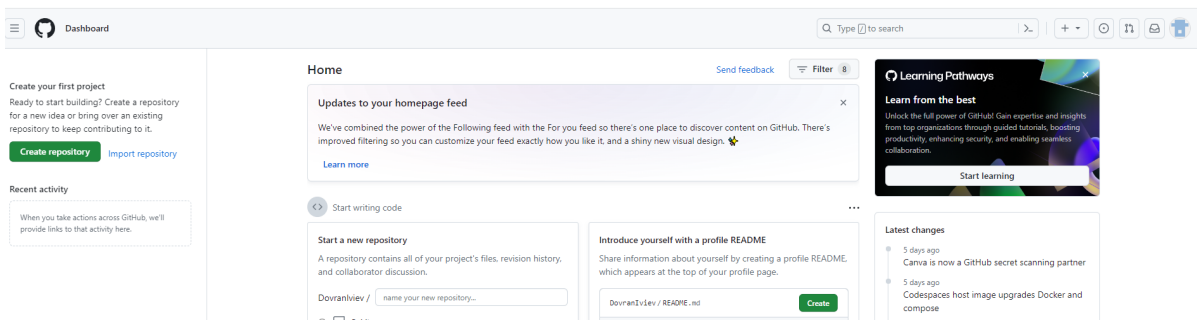 Dashboard
Type / to search
Create your first project
Ready to start building? Create a repository
for a new idea or bring over an existing
repository to keep contributing to it.
Create repository
Import repository
Recent activity
When you take actions across GitHub, we'll
provide links to that activity here.
Home
Send feedback
Filter 8
Updates to your homepage feed
We've combined the power of the Following feed with the For you feed so there's one place to discover content on GitHub. There's
improved filtering so you can customize your feed exactly how you like it, and a shiny new visual design.
Learn more
Start writing code
Start a new repository
A repository contains all of your project's files, revision history,
and collaborator discussion.
DovranIviev /
name your new repository...
Introduce yourself with a profile README
Share information about yourself by creating a profile README,
which appears at the top of your profile page.
DovranIviev / README.md
Create
Learning Pathways
Learn from the best
Unlock the full power of GitHub! Gain expertise and insights
from top organizations through guided tutorials, boosting
productivity, enhancing security, and enabling seamless
collaboration.
Start learning
Latest changes
5 days ago
Canva is now a GitHub secret scanning partner
5 days ago
Codespaces host image upgrades Docker and
compose